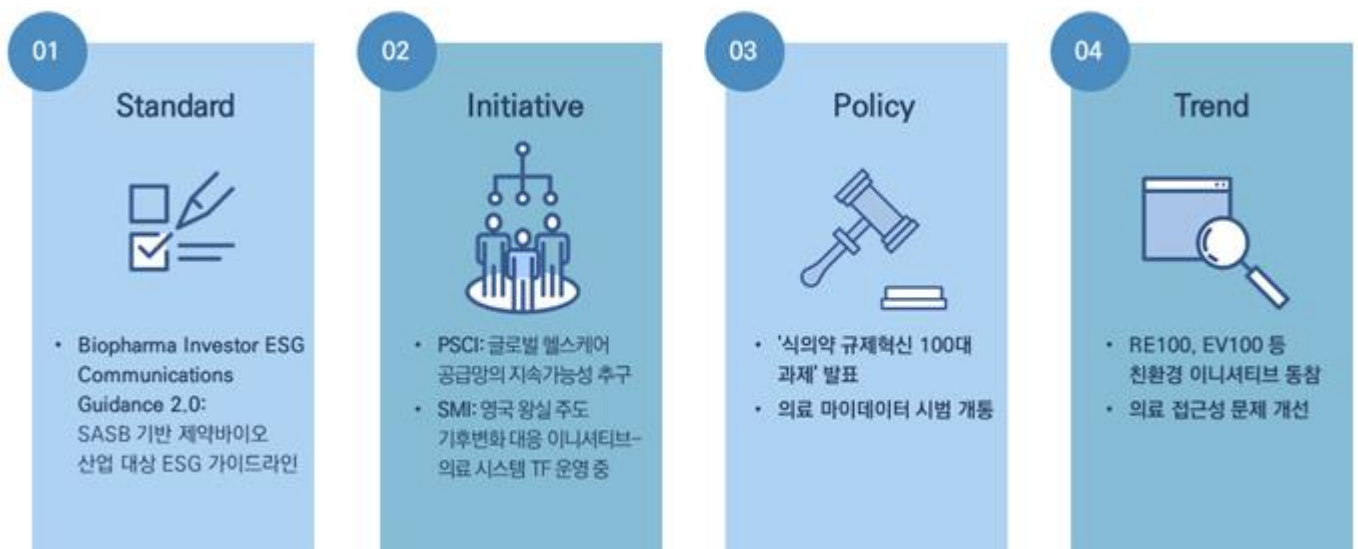 01
Standard
• Biopharma Investor ESG
Communications
Guidance 2.0:
SASB 기반 제약바이오
산업 대상 ESG 가이드라인
02
Initiative
• PSCI: 글로벌 헬스케어
공급망의 지속가능성 추구
• SMI: 영국 왕실 주도
기후변화 대응 이니셔티브-
의료 시스템 TF 운영 중
03
Policy
• '식의약 규제혁신 100대
과제' 발표
• 의료 마이데이터 시범 개통
04
Trend
• RE100, EV100 등
친환경 이니셔티브 동참
• 의료 접근성 문제 개선